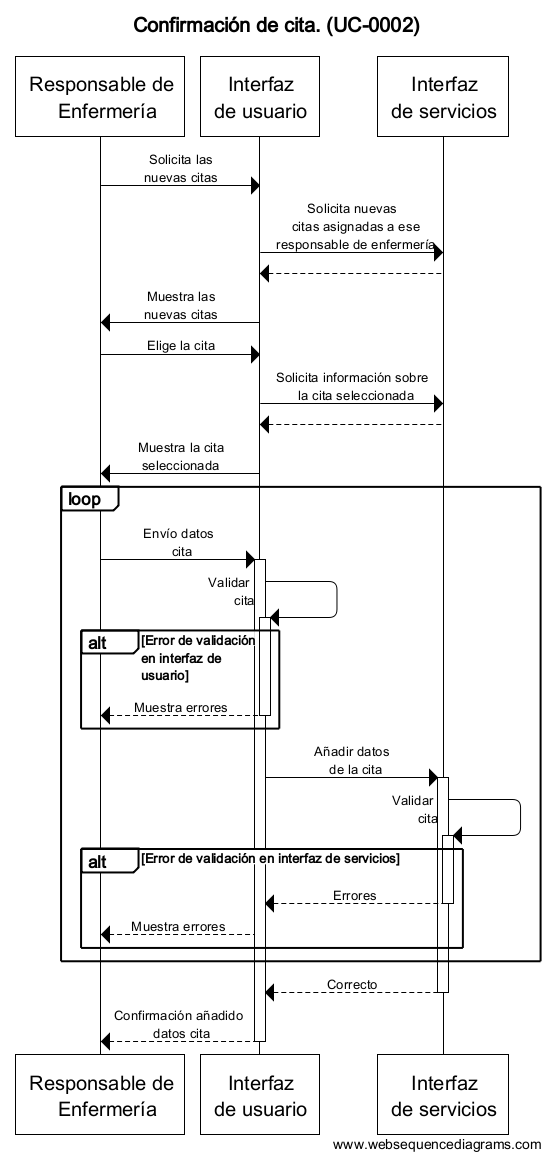 Confirmación de cita. (UC-0002)
Responsable de
Enfermería
Interfaz
de usuario
Interfaz
de servicios
Solicita las
nuevas citas
Solicita nuevas
citas asignadas a ese
responsable de enfermería
Muestra las
nuevas citas
Elige la cita
Solicita información sobre
la cita seleccionada
Muestra la cita
seleccionada
loop
Envío datos
cita
Validar
cita
alt
[Error de validación
en interfaz de
usuario]
Muestra errores
Añadir datos
de la cita
Validar
cita
alt
[Error de validación en interfaz de servicios]
Errores
Muestra errores
Correcto
Confirmación añadido
datos cita
Responsable de
Enfermería
Interfaz
de usuario
Interfaz
de servicios
www.websequencediagrams.com